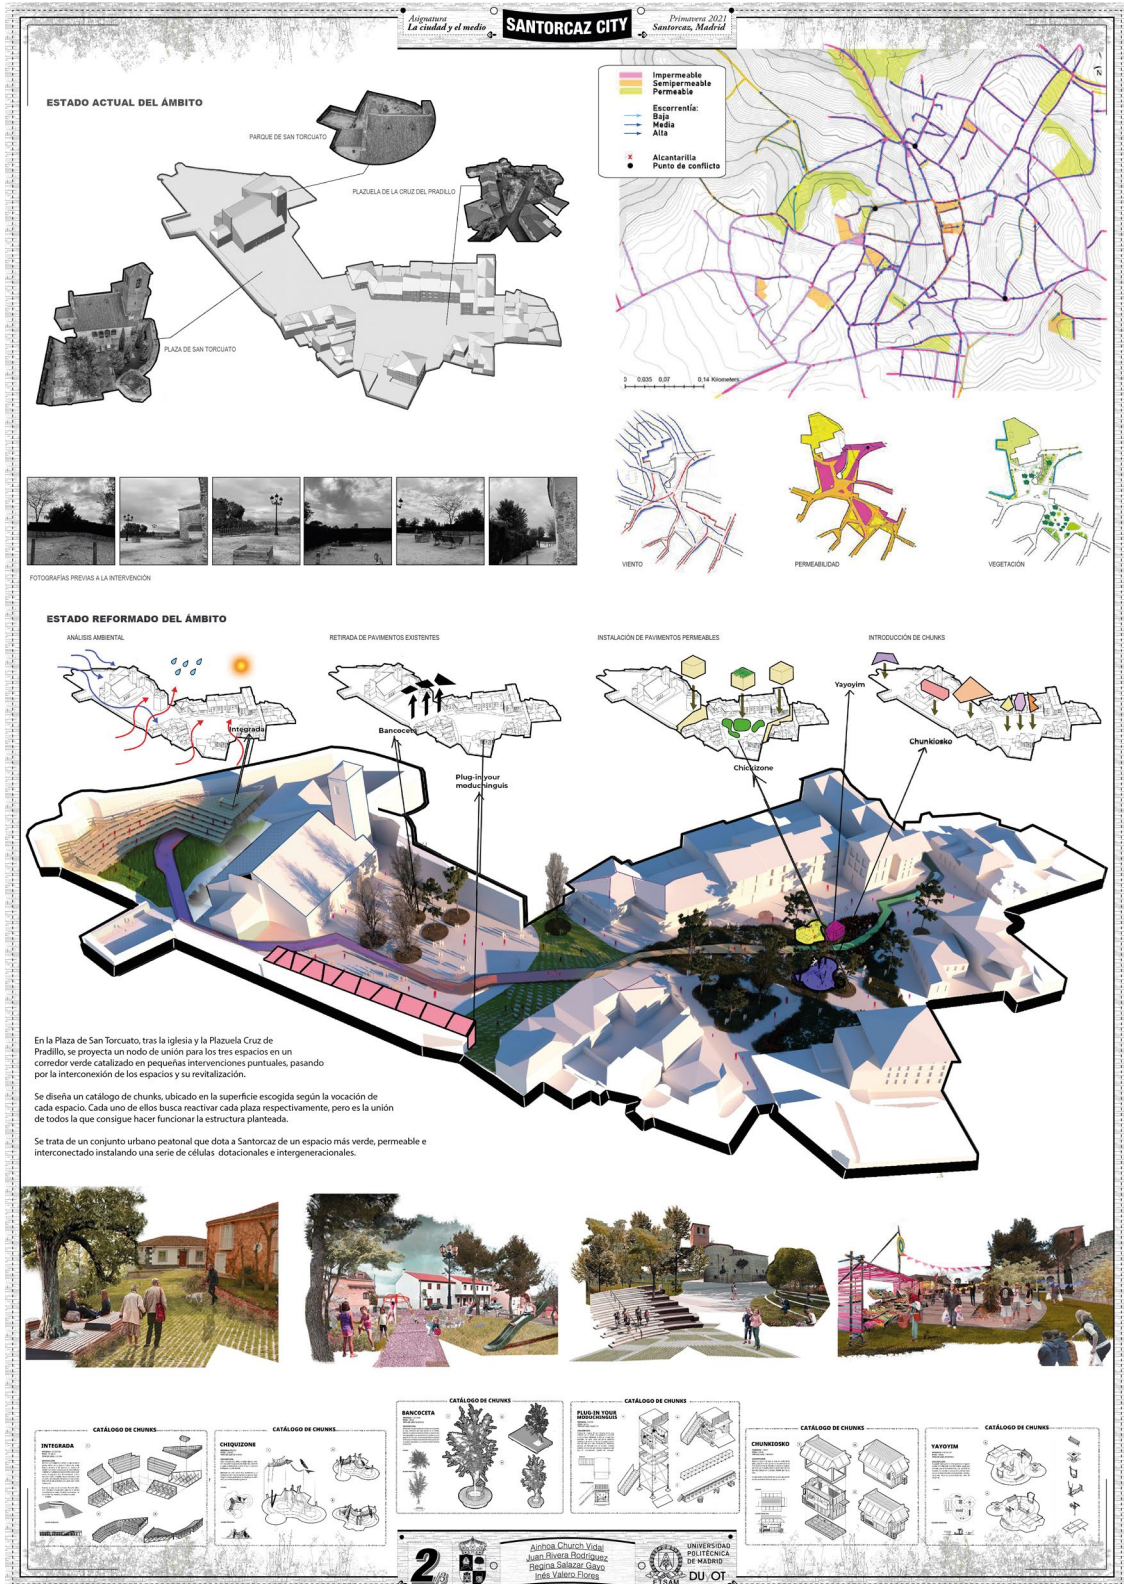 Asignatura
La ciudad y el medio
SANTORCAZ CITY
Primavera 2021
Santorcaz, Madrid
ESTADO ACTUAL DEL ÁMBITO
PARQUE DE SAN TORCUATO
PLAZUELA DE LA CRUZ DEL PRADILLO
PLAZA DE SAN TORCUATO
Impermeable
Semipermeable
Permeable
Escorrentía:
Baja
Media
Alta
Alcantarilla
Punto de conflicto
N
0 0,035 0,07 0,14 Kilometers
FOTOGRAFÍAS PREVIAS A LA INTERVENCIÓN
VIENTO
PERMEABILIDAD
VEGETACIÓN
ESTADO REFORMADO DEL ÁMBITO
ANÁLISIS AMBIENTAL
RETIRADA DE PAVIMENTOS EXISTENTES
INSTALACIÓN DE PAVIMENTOS PERMEABLES
INTRODUCCIÓN DE CHUNKS
Integrada
Bancoceta
Plug-in your
moduchinguis
Chickizone
Yayoyim
Chunkiosko
En la Plaza de San Torcuato, tras la iglesia y la Plazuela Cruz de
Pradillo, se proyecta un nodo de unión para los tres espacios en un
corredor verde catalizado en pequeñas intervenciones puntuales, pasando
por la interconexión de los espacios y su revitalización.
Se diseña un catálogo de chunks, ubicado en la superficie escogida según la vocación de
cada espacio. Cada uno de ellos busca reactivar cada plaza respectivamente, pero es la unión
de todos la que consigue hacer funcionar la estructura planteada.
Se trata de un conjunto urbano peatonal que dota a Santorcaz de un espacio más verde, permeable e
interconectado instalando una serie de células dotacionales e intergeneracionales.
CATÁLOGO DE CHUNKS
INTEGRADA
CATÁLOGO DE CHUNKS
CHIQUIZONE
CATÁLOGO DE CHUNKS
BANCOCETA
CATÁLOGO DE CHUNKS
PLUG-IN YOUR
MODUCHINGUIS
CATÁLOGO DE CHUNKS
CHUNKIOSKO
CATÁLOGO DE CHUNKS
YAYOYIM
2/3
Ainhoa Church Vidal
Juan Rivera Rodríguez
Regina Salazar Gayo
Inés Valero Flores
ETSAM
UNIVERSIDAD
POLITÉCNICA
DE MADRID
DUyOT